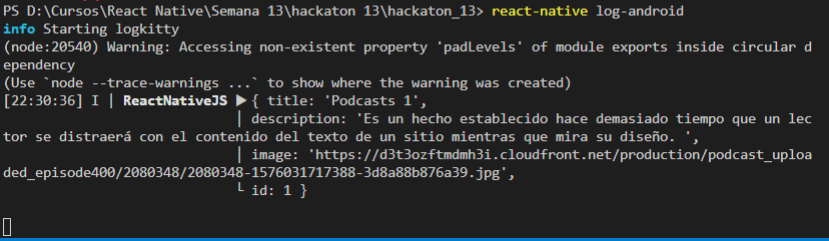 PS D:\Cursos\React Native\Semana 13\hackaton 13\hackaton_13> react-native log-android
info Starting logkitty
(node:20540) Warning: Accessing non-existent property 'padLevels' of module exports inside circular d
ependency
(Use `node --trace-warnings ...` to show where the warning was created)
[22:30:36] I | ReactNativeJS ▶ { title: 'Podcasts 1',
│ description: 'Es un hecho establecido hace demasiado tiempo que un lec
tor se distraerá con el contenido del texto de un sitio mientras que mira su diseño. ',
│ image: 'https://d3t3ozftmdmh3i.cloudfront.net/production/podcast_uploa
ded_episode400/2080348/2080348-1576031717388-3d8a88b876a39.jpg',
└ id: 1 }